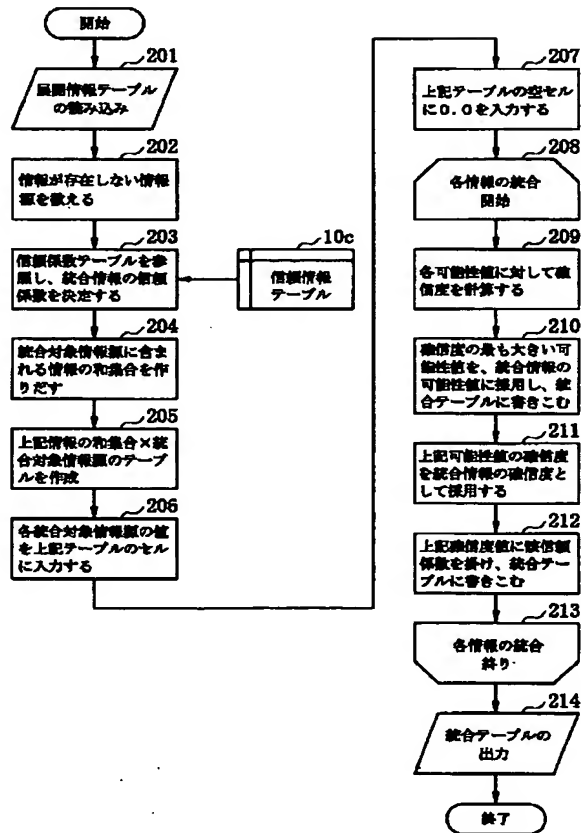 開始
201
展開情報テーブル
の読み込み
202
情報が存在しない情報
源を数える
203
信頼係数テーブルを参
照し、統合情報の信頼
係数を決定する
10c
信頼情報
テーブル
204
統合対象情報源に含ま
れる情報の和集合を作
りだす
205
上記情報の和集合×統
合対象情報源のテーブ
ルを作成
206
各統合対象情報源の値
を上記テーブルのセル
に入力する
207
上記テーブルの空セル
に0.0を入力する
208
各情報の統合
開始
209
各可能性値に対して確
信度を計算する
210
確信度の最も大きい可
能性値を、統合情報の
可能性値に採用し、統
合テーブルに書きこむ
211
上記可能性値の確信度
を統合情報の確信度と
して採用する
212
上記確信度値に該信頼
係数を掛け、統合テー
ブルに書きこむ
213
各情報の統合
終り
214
統合テーブルの
出力
終了